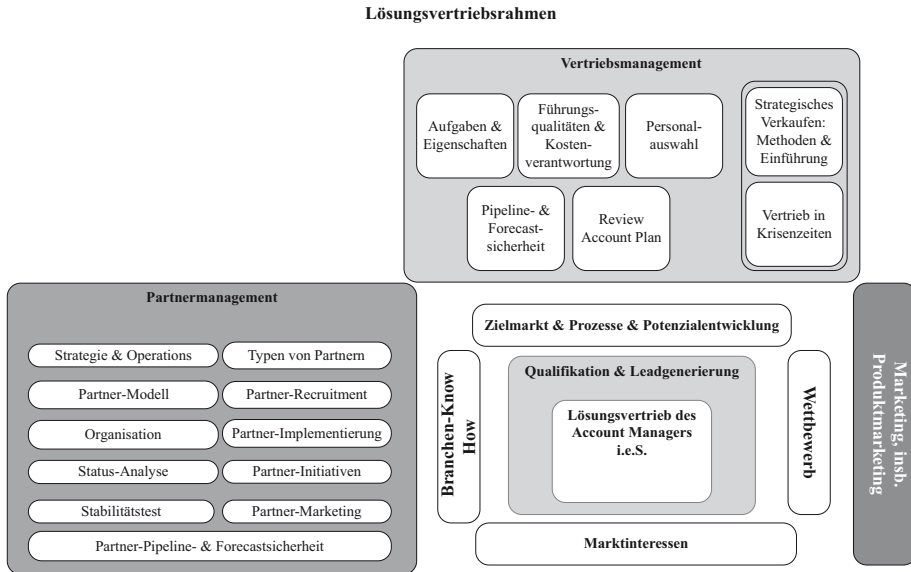 Lösungsvertriebsrahmen
Vertriebsmanagement
Aufgaben &
Eigenschaften
Führungs-
qualitäten &
Kosten-
verantwortung
Personal-
auswahl
Strategisches
Verkaufen:
Methoden &
Einführung
Pipeline- &
Forecast-
sicherheit
Review
Account Plan
Vertrieb in
Krisenzeiten
Partnermanagement
Strategie & Operations
Typen von Partnern
Partner-Modell
Partner-Recruitment
Organisation
Partner-Implementierung
Status-Analyse
Partner-Initiativen
Stabilitätstest
Partner-Marketing
Partner-Pipeline- & Forecastsicherheit
Zielmarkt & Prozesse & Potenzialentwicklung
Branchen-Know
How
Qualifikation & Leadgenerierung
Lösungsvertrieb des
Account Managers
i.e.S.
Wettbewerb
Marktinteressen
Marketing, insb.
Produktmarketing